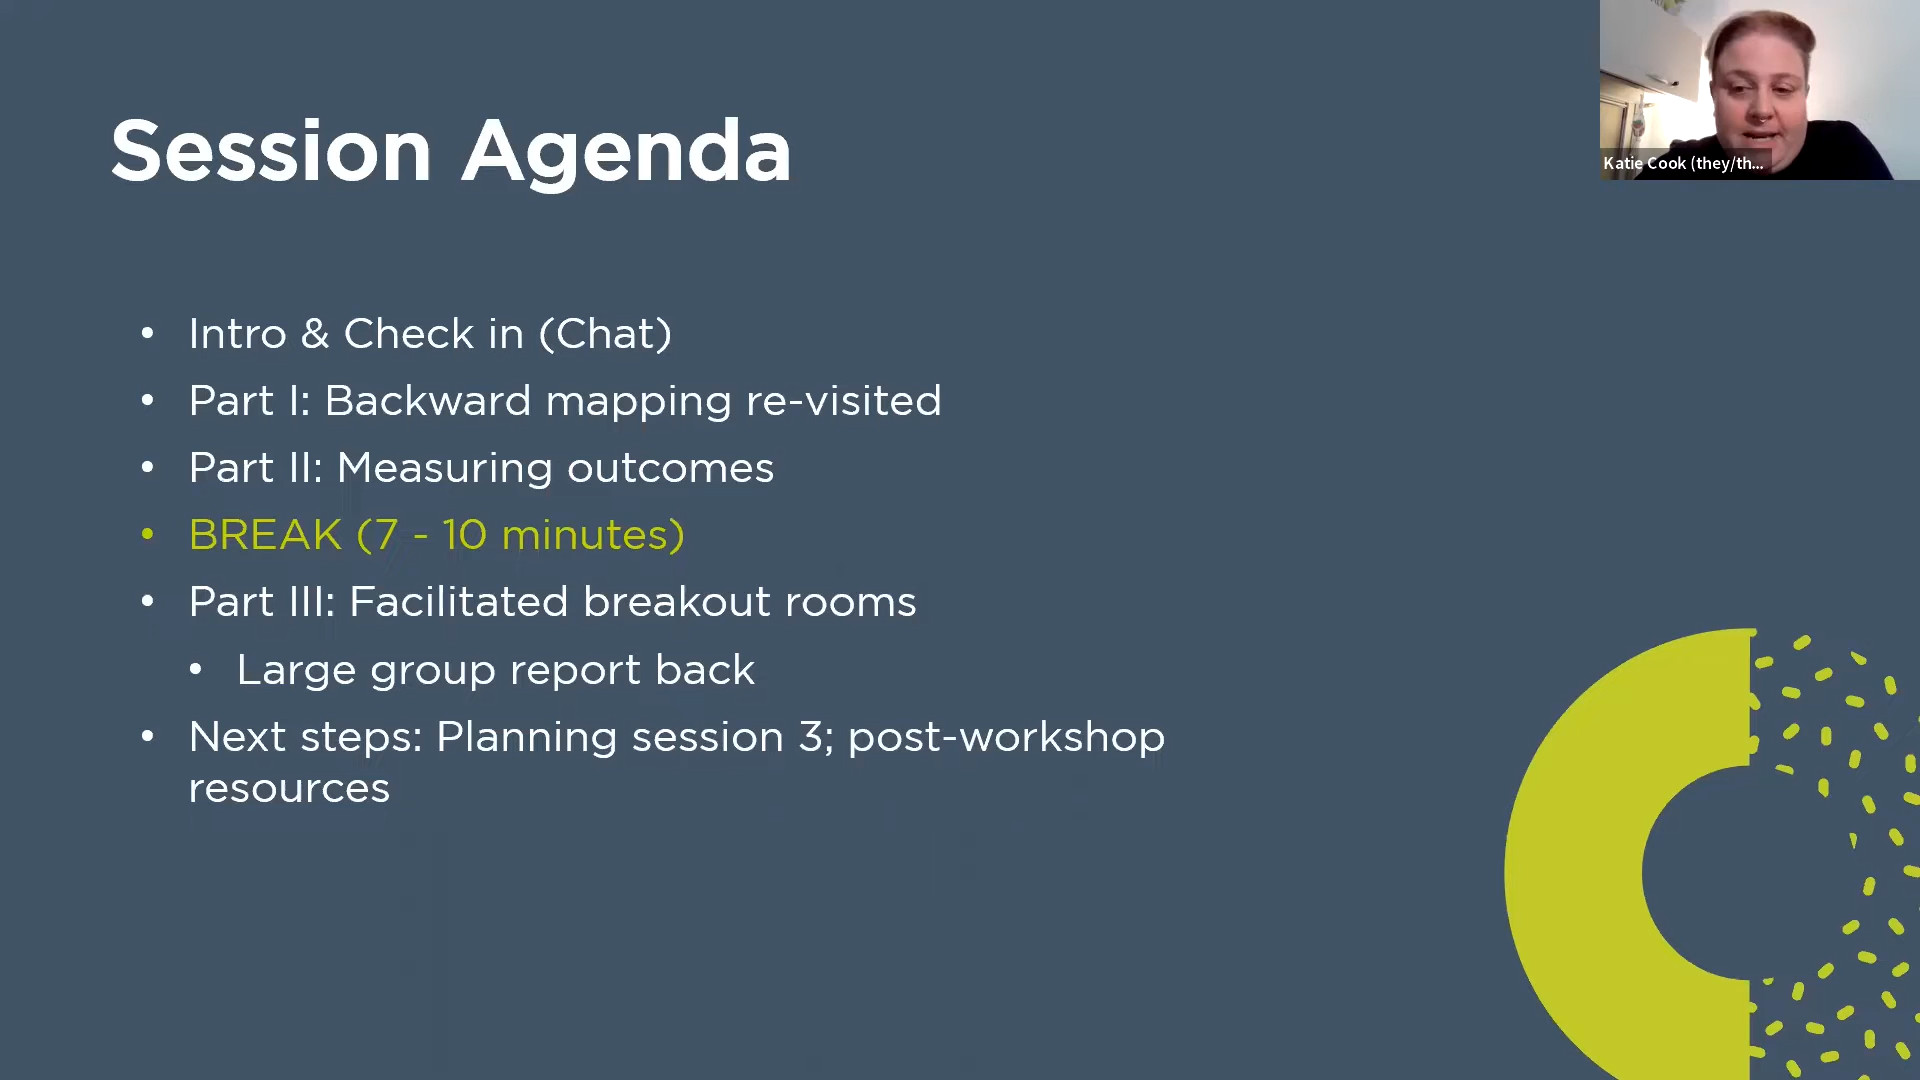 Session Agenda
Katie Cook (they/th...
• Intro & Check in (Chat)
• Part I: Backward mapping re-visited
• Part II: Measuring outcomes
• BREAK (7 - 10 minutes)
• Part III: Facilitated breakout rooms
• Large group report back
• Next steps: Planning session 3; post-workshop
resources